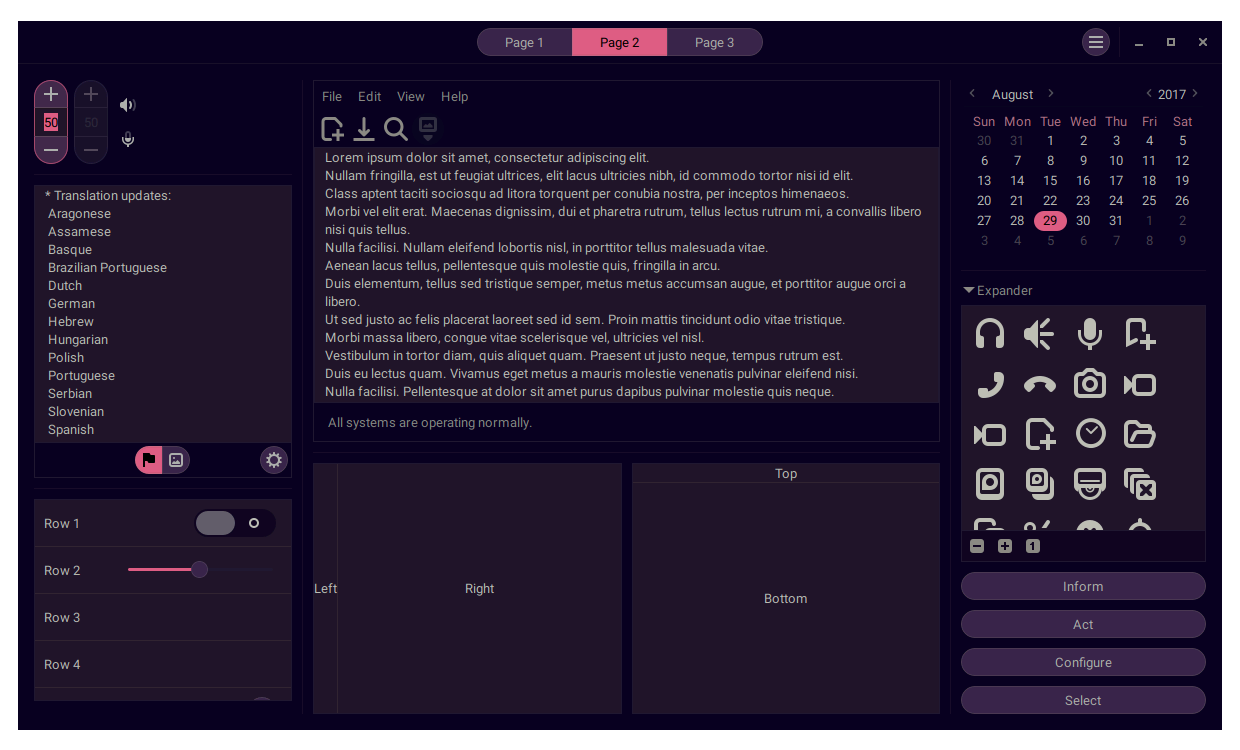 Page 1 Page 2 Page 3
50 50
* Translation updates:
Aragonese
Assamese
Basque
Brazilian Portuguese
Dutch
German
Hebrew
Hungarian
Polish
Portuguese
Serbian
Slovenian
Spanish
Row 1
Row 2
Row 3
Row 4
File Edit View Help
Lorem ipsum dolor sit amet, consectetur adipiscing elit.
Nullam fringilla, est ut feugiat ultrices, elit lacus ultricies nibh, id commodo tortor nisi id elit.
Class aptent taciti sociosqu ad litora torquent per conubia nostra, per inceptos himenaeos.
Morbi vel elit erat. Maecenas dignissim, dui et pharetra rutrum, tellus lectus rutrum mi, a convallis libero
nisi quis tellus.
Nulla facilisi. Nullam eleifend lobortis nisl, in porttitor tellus malesuada vitae.
Aenean lacus tellus, pellentesque quis molestie quis, fringilla in arcu.
Duis elementum, tellus sed tristique semper, metus metus accumsan augue, et porttitor augue orci a
libero.
Ut sed justo ac felis placerat laoreet sed id sem. Proin mattis tincidunt odio vitae tristique.
Morbi massa libero, congue vitae scelerisque vel, ultricies vel nisl.
Vestibulum in tortor diam, quis aliquet quam. Praesent ut justo neque, tempus rutrum est.
Duis eu lectus quam. Vivamus eget metus a mauris molestie venenatis pulvinar eleifend nisi.
Nulla facilisi. Pellentesque at dolor sit amet purus dapibus pulvinar molestie quis neque.
All systems are operating normally.
Left Right
Top
Bottom
August 2017
Sun Mon Tue Wed Thu Fri Sat
30 31 1 2 3 4 5
6 7 8 9 10 11 12
13 14 15 16 17 18 19
20 21 22 23 24 25 26
27 28 29 30 31 1 2
3 4 5 6 7 8 9
Expander
1
Inform
Act
Configure
Select